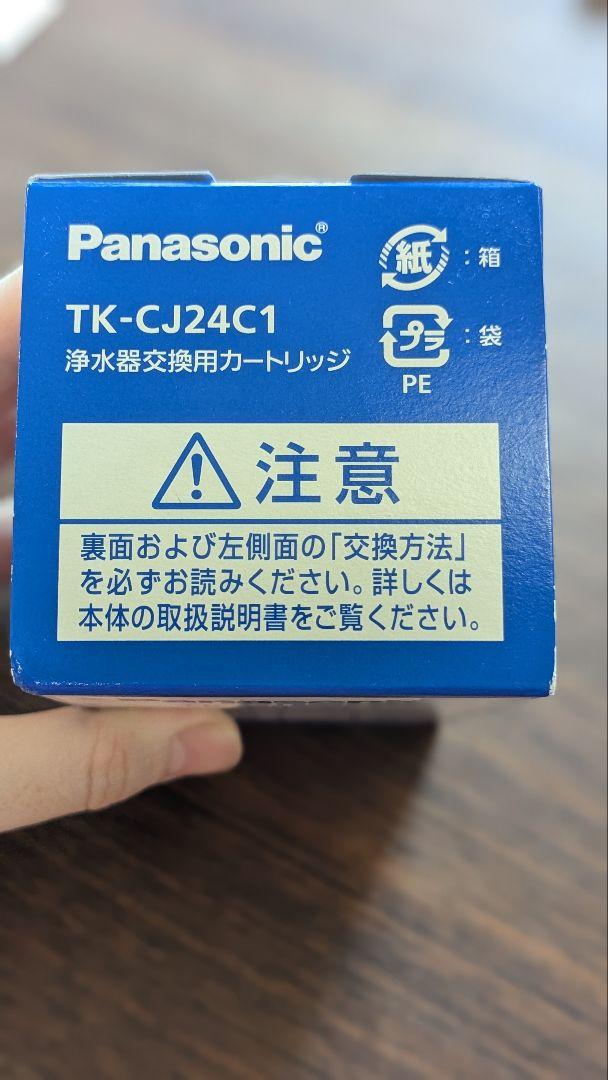 Panasonic®
紙 : 箱
TK-CJ24C1
プラ : 袋
浄水器交換用カートリッジ
PE
注意
裏面および左側面の「交換方法」
を必ずお読みください。詳しくは
本体の取扱説明書をご覧ください。